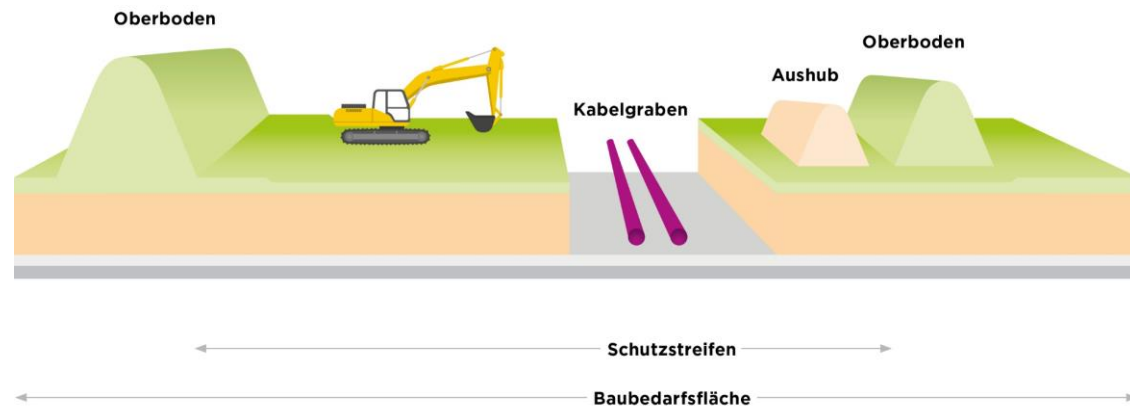 Oberboden
Oberboden
Aushub
Kabelgraben
Schutzstreifen
Baubedarfsfläche